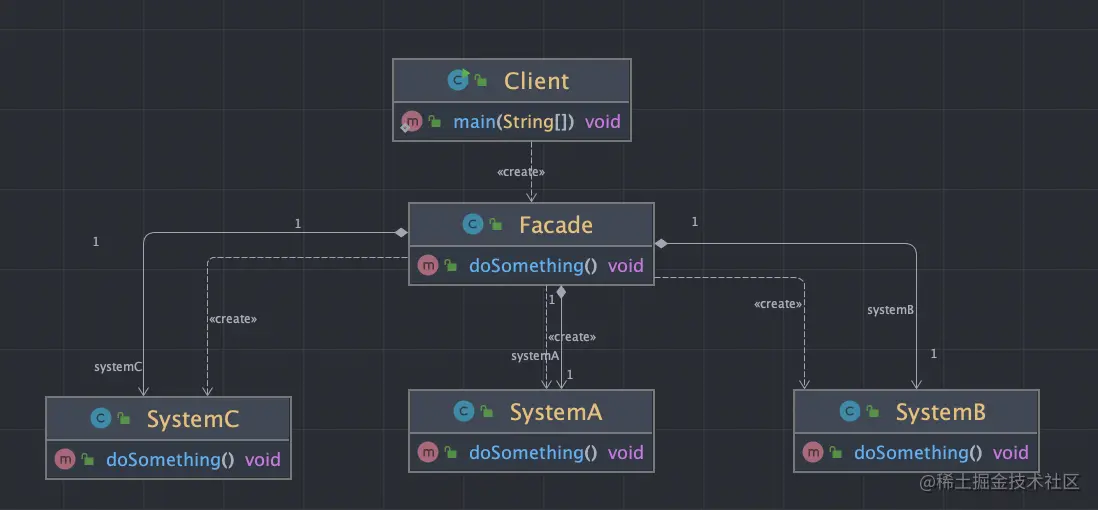 Client
main(String[]) void
«create»
Facade
doSomething() void
1
1
1
1
«create»
«create»
«create»
systemA
systemB
systemC
1
1
SystemC
doSomething() void
SystemA
doSomething() void
SystemB
doSomething() void
@稀土掘金技术社区